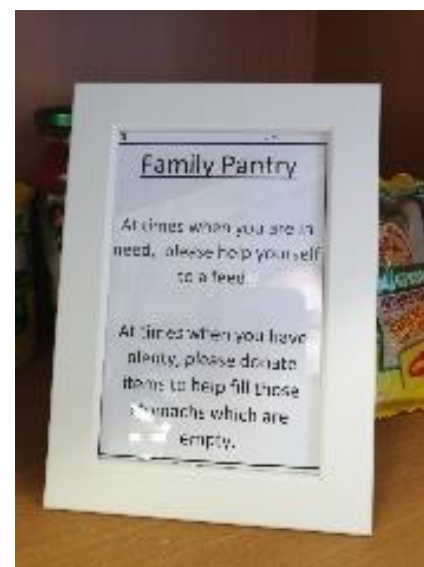 Family Pantry
At times when you are in
need, please help yourself
to a feed.
At times when you have
plenty, please donate
items to help fill those
stomachs which are
empty.